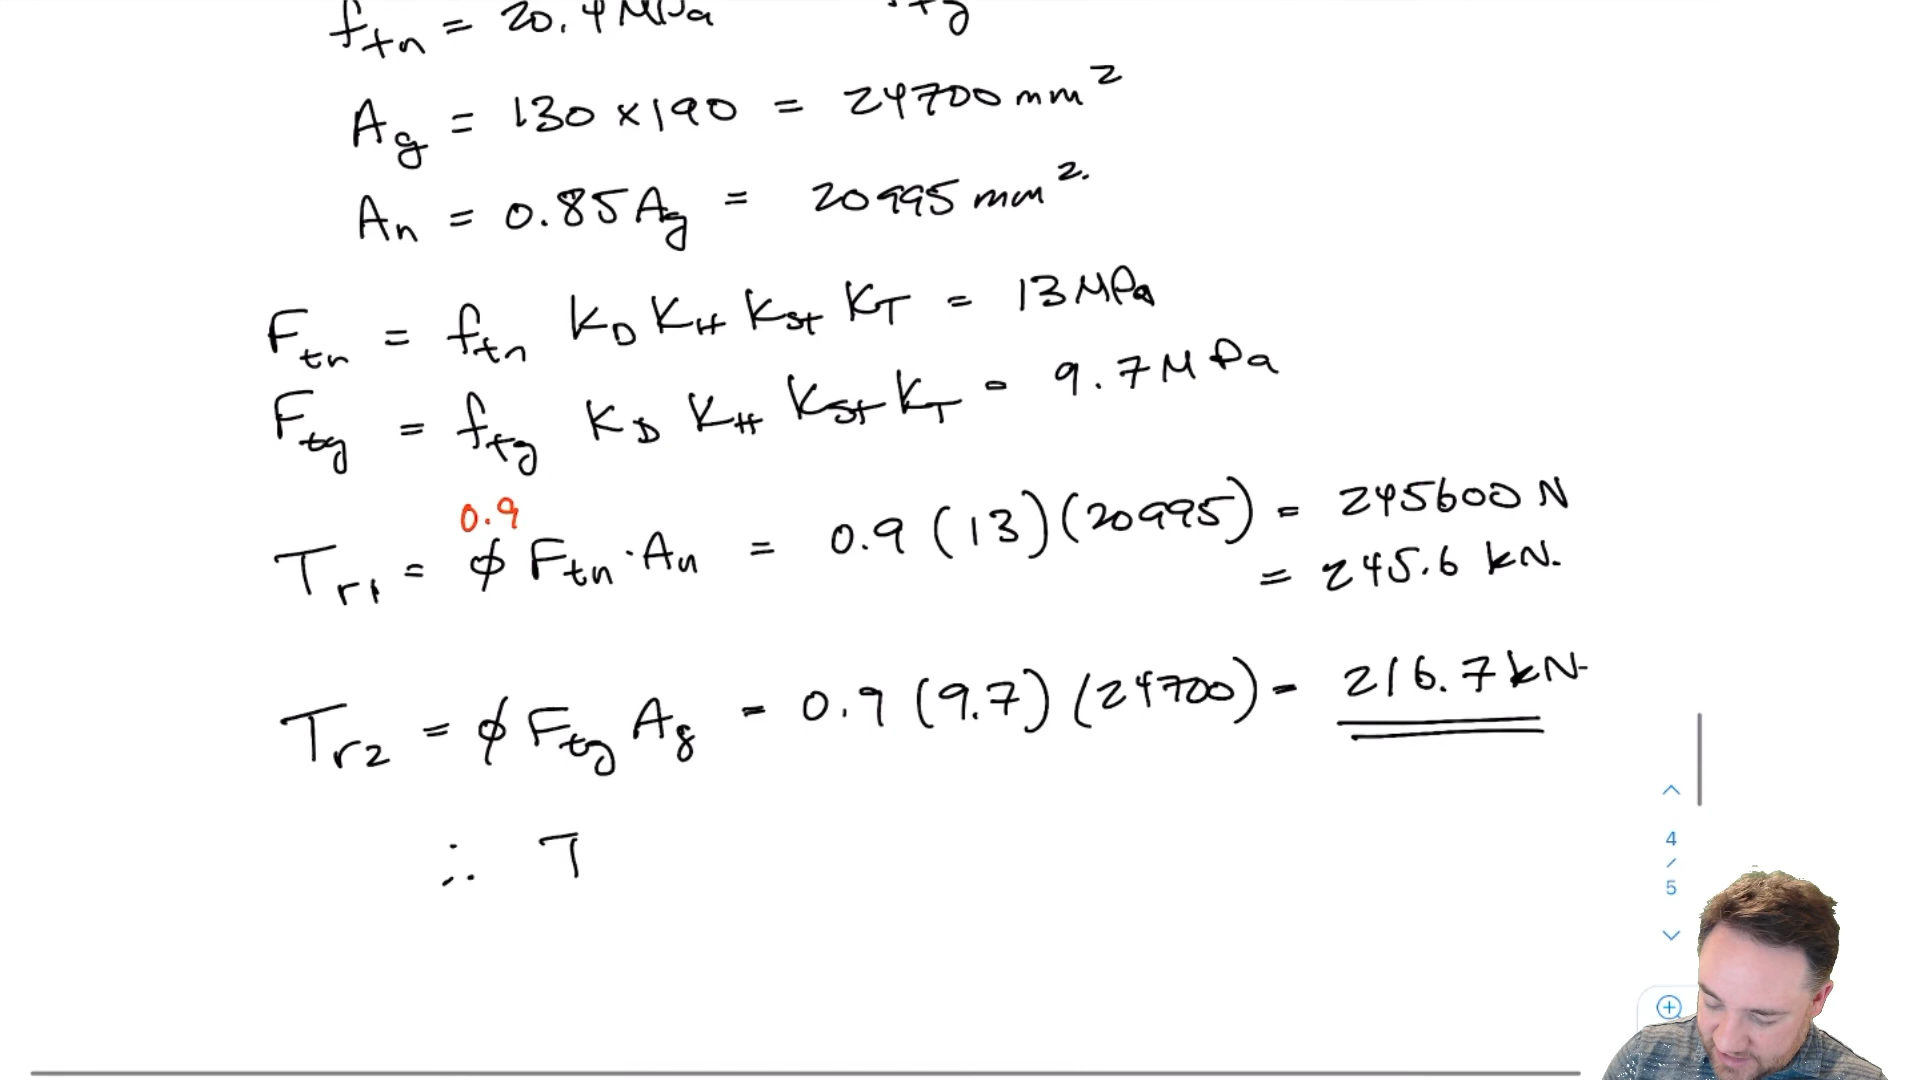 f_tn = 20.4 MPa
A_g = 130 × 190 = 24700 mm²
A_n = 0.85 A_g = 20995 mm².
F_tn = f_tn K_D K_H K_St K_T = 13 MPa
F_tg = f_tg K_D K_H K_St K_T = 9.7 MPa
0.9
T_r1 = ϕ F_tn · A_n = 0.9 (13)(20995) = 245600 N
= 245.6 kN.
T_r2 = ϕ F_tg A_g = 0.9 (9.7)(24700) = 216.7 kN.
∴ T
4
/
5